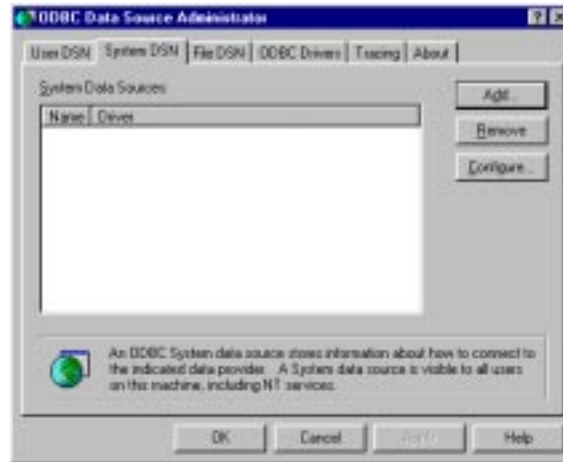 ODBC Data Source Administrator
User DSN System DSN File DSN ODBC Drivers Tracing About
System Data Sources:
Name Driver
Add...
Remove
Configure...
An ODBC System data source stores information about how to connect to
the indicated data provider. A System data source is visible to all users
on this machine, including NT services.
OK Cancel Apply Help